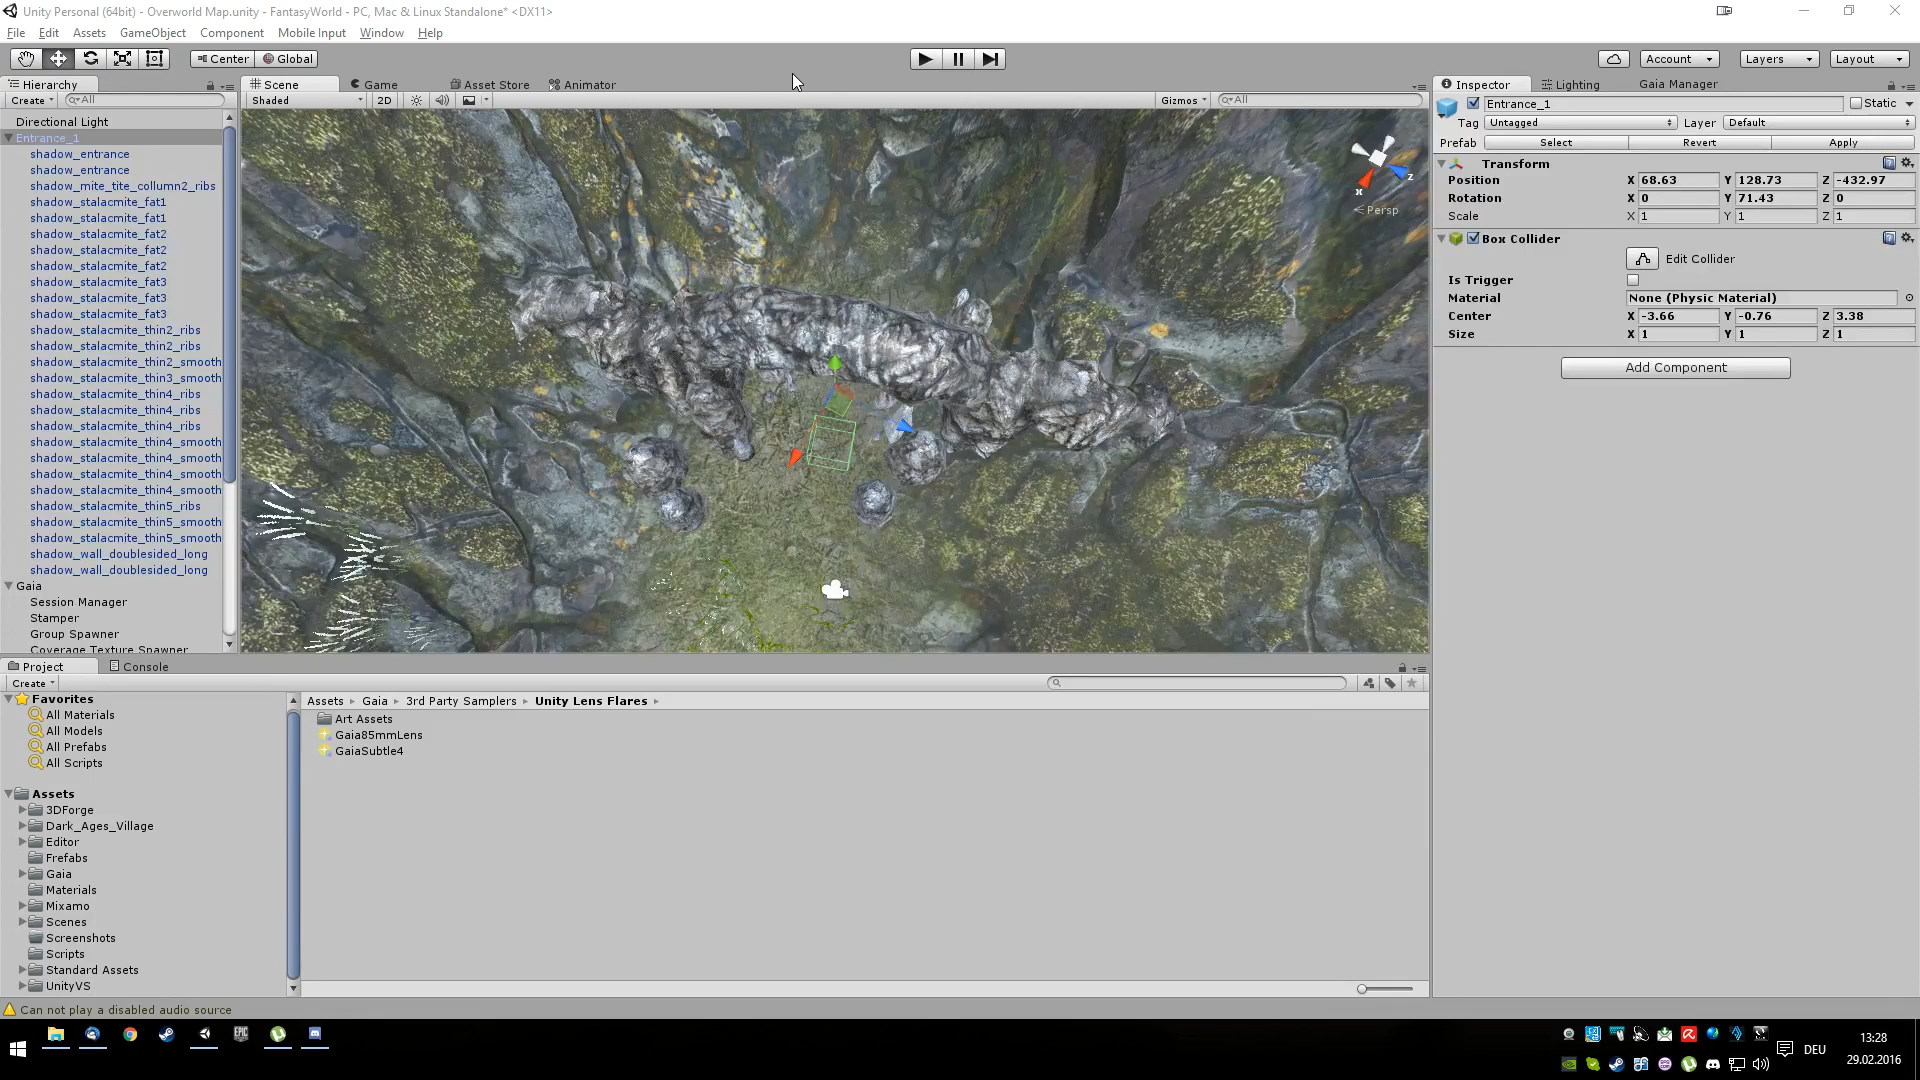 Unity Personal (64bit) - Overworld Map.unity - FantasyWorld - PC, Mac & Linux Standalone* <DX11>
File Edit Assets GameObject Component Mobile Input Window Help
Center Global Account Layers Layout
Hierarchy
Create All
Directional Light
Entrance_1
shadow_entrance
shadow_entrance
shadow_mite_tite_collumn2_ribs
shadow_stalacmite_fat1
shadow_stalacmite_fat1
shadow_stalacmite_fat2
shadow_stalacmite_fat2
shadow_stalacmite_fat2
shadow_stalacmite_fat3
shadow_stalacmite_fat3
shadow_stalacmite_fat3
shadow_stalacmite_thin2_ribs
shadow_stalacmite_thin2_ribs
shadow_stalacmite_thin2_smooth
shadow_stalacmite_thin3_smooth
shadow_stalacmite_thin4_ribs
shadow_stalacmite_thin4_ribs
shadow_stalacmite_thin4_ribs
shadow_stalacmite_thin4_smooth
shadow_stalacmite_thin4_smooth
shadow_stalacmite_thin4_smooth
shadow_stalacmite_thin4_smooth
shadow_stalacmite_thin5_ribs
shadow_stalacmite_thin5_smooth
shadow_stalacmite_thin5_smooth
shadow_wall_doublesided_long
shadow_wall_doublesided_long
Gaia
Session Manager
Stamper
Group Spawner
Coverage Texture Spawner
Scene Game Asset Store Animator
Shaded 2D Gizmos All
x z
Persp
Inspector Lighting Gaia Manager
Entrance_1 Static
Tag Untagged Layer Default
Prefab Select Revert Apply
Transform
Position X 68.63 Y 128.73 Z -432.97
Rotation X 0 Y 71.43 Z 0
Scale X 1 Y 1 Z 1
Box Collider
Edit Collider
Is Trigger
Material None (Physic Material)
Center X -3.66 Y -0.76 Z 3.38
Size X 1 Y 1 Z 1
Add Component
Project Console
Create
Favorites
All Materials
All Models
All Prefabs
All Scripts
Assets
3DForge
Dark_Ages_Village
Editor
Frefabs
Gaia
Materials
Mixamo
Scenes
Screenshots
Scripts
Standard Assets
UnityVS
Assets Gaia 3rd Party Samplers Unity Lens Flares
Art Assets
Gaia85mmLens
GaiaSubtle4
Can not play a disabled audio source
EPIC
DEU
13:28
29.02.2016